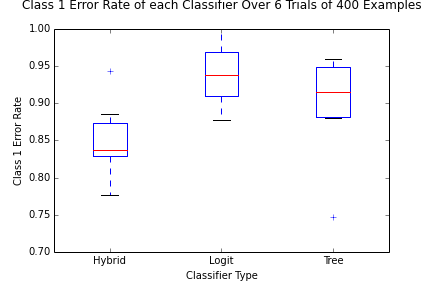 Class 1 Error Rate of each Classifier Over 6 Trials of 400 Examples
1.00
0.95
0.90
0.85
0.80
0.75
0.70
Class 1 Error Rate
Hybrid
Logit
Tree
Classifier Type